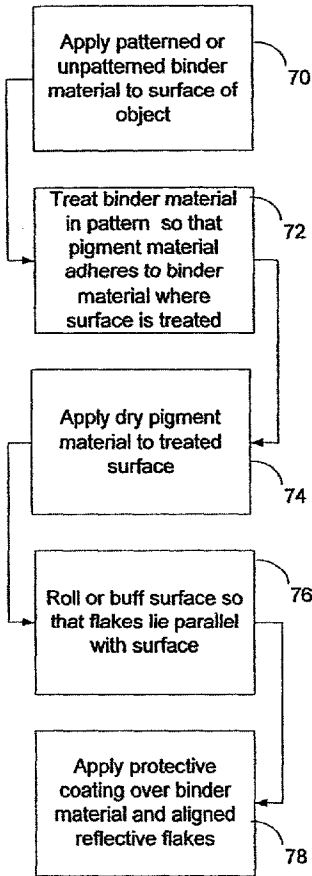 Apply patterned or
unpatterned binder
material to surface of
object
70
Treat binder material
in pattern so that
pigment material
adheres to binder
material where
surface is treated
72
Apply dry pigment
material to treated
surface
74
Roll or buff surface so
that flakes lie parallel
with surface
76
Apply protective
coating over binder
material and aligned
reflective flakes
78